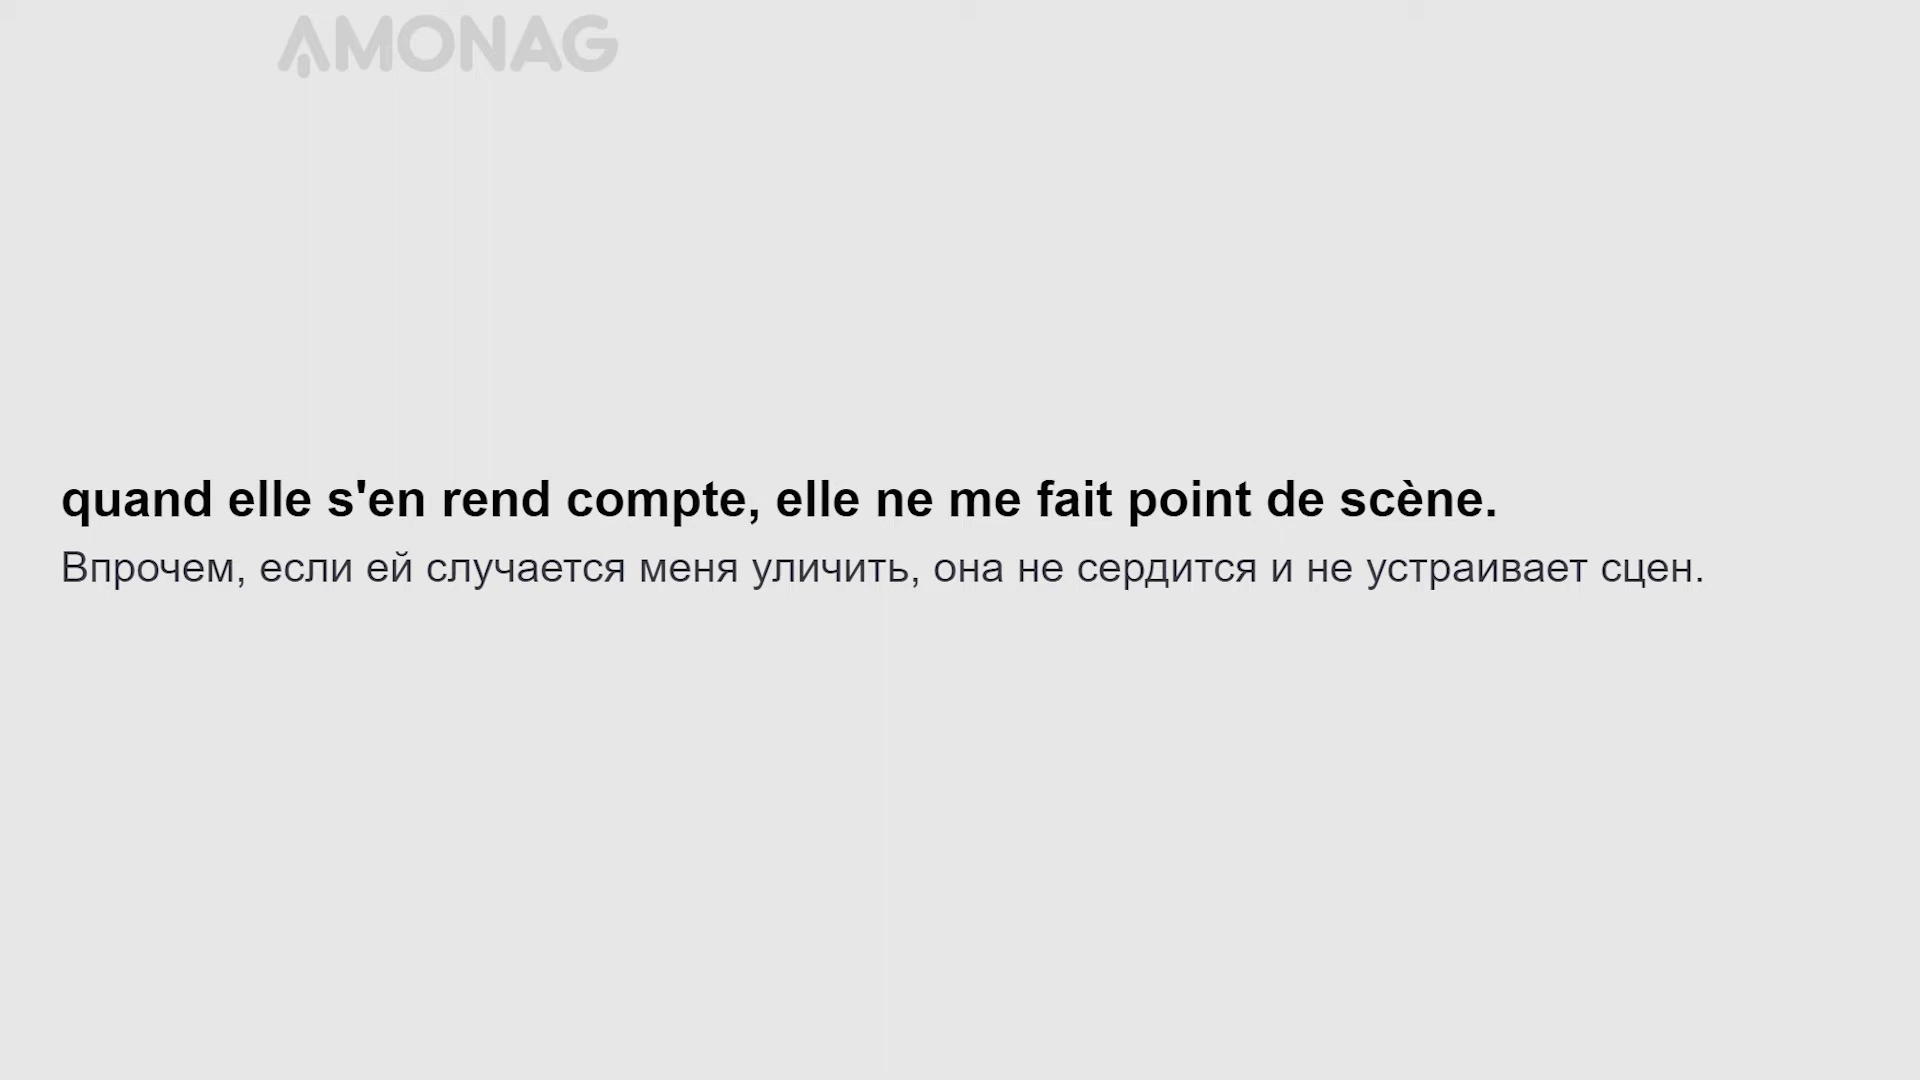 AMONAG
quand elle s'en rend compte, elle ne me fait point de scène.
Впрочем, если ей случается меня уличить, она не сердится и не устраивает сцен.